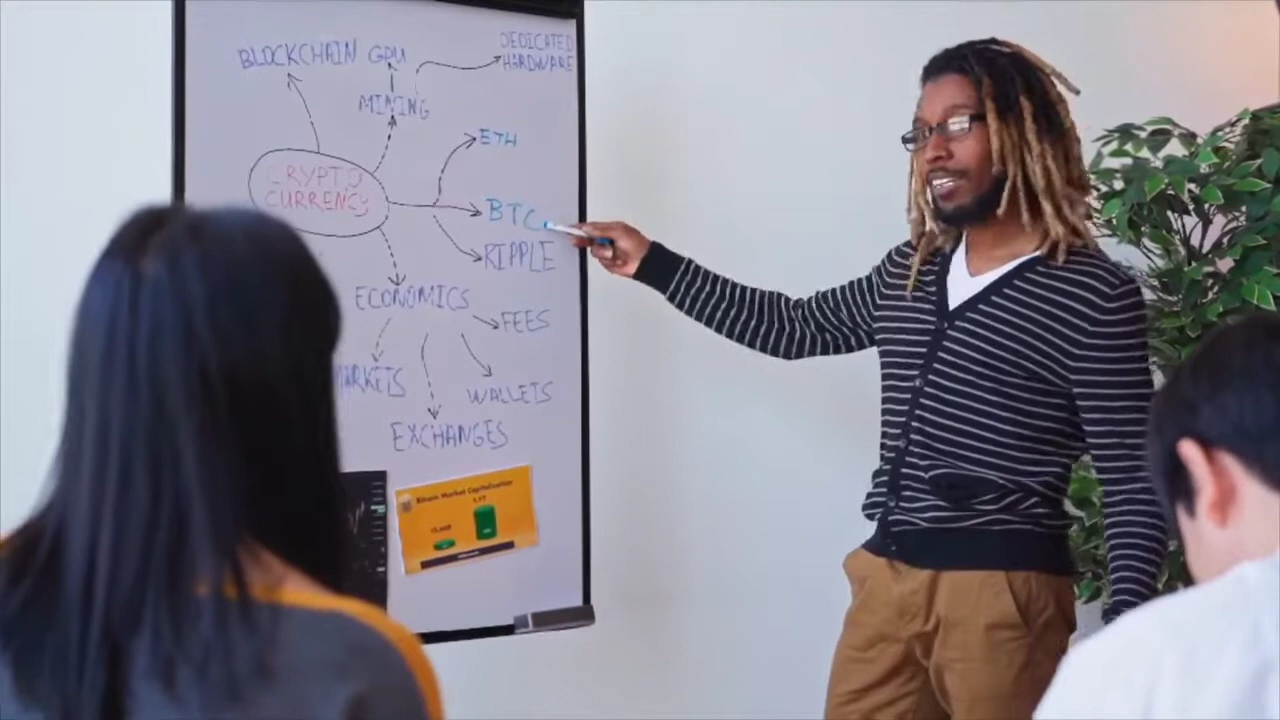 BLOCKCHAIN GPU
DEDICATED
HARDWARE
MINING
ETH
CRYPTO
CURRENCY
BTC
RIPPLE
ECONOMICS
FEES
MARKETS
WALLETS
EXCHANGES
Bitcoin Market Capitalization